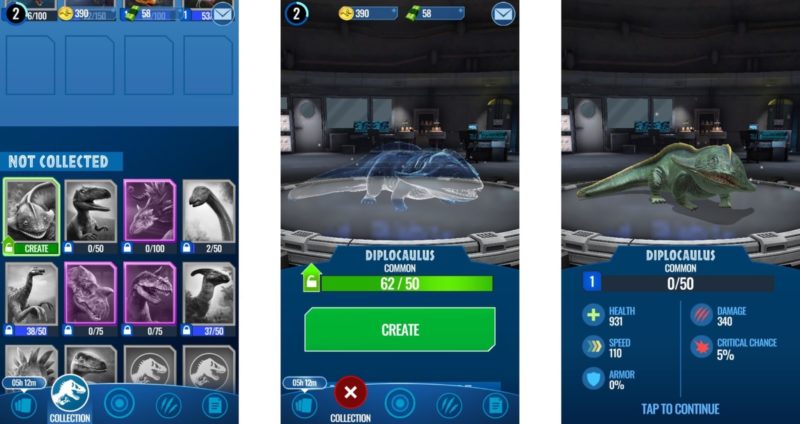 2
390
58
6/100
/150
53
NOT COLLECTED
CREATE
0/50
0/100
2/50
38/50
0/75
0/75
37/50
05h 12m
COLLECTION
2
390
58
DIPLOCAULUS
COMMON
62 / 50
CREATE
05h 12m
COLLECTION
DIPLOCAULUS
COMMON
1
0/50
HEALTH
931
DAMAGE
340
SPEED
110
CRITICAL CHANCE
5%
ARMOR
0%
TAP TO CONTINUE